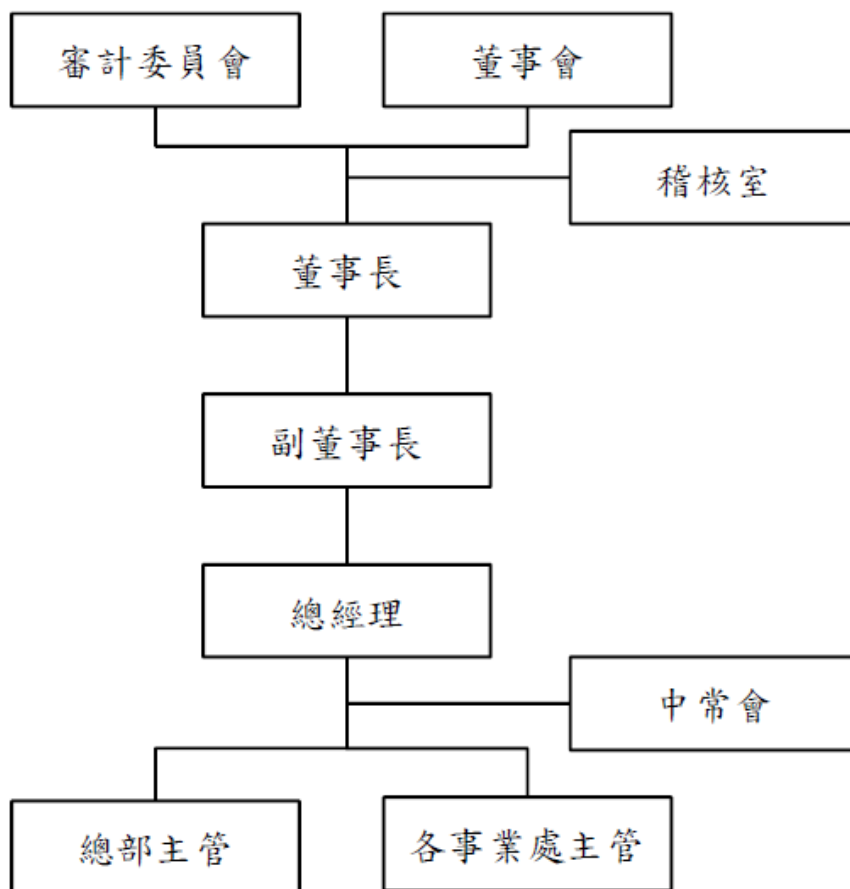 審計委員會
董事會
稽核室
董事長
副董事長
總經理
中常會
總部主管
各事業處主管